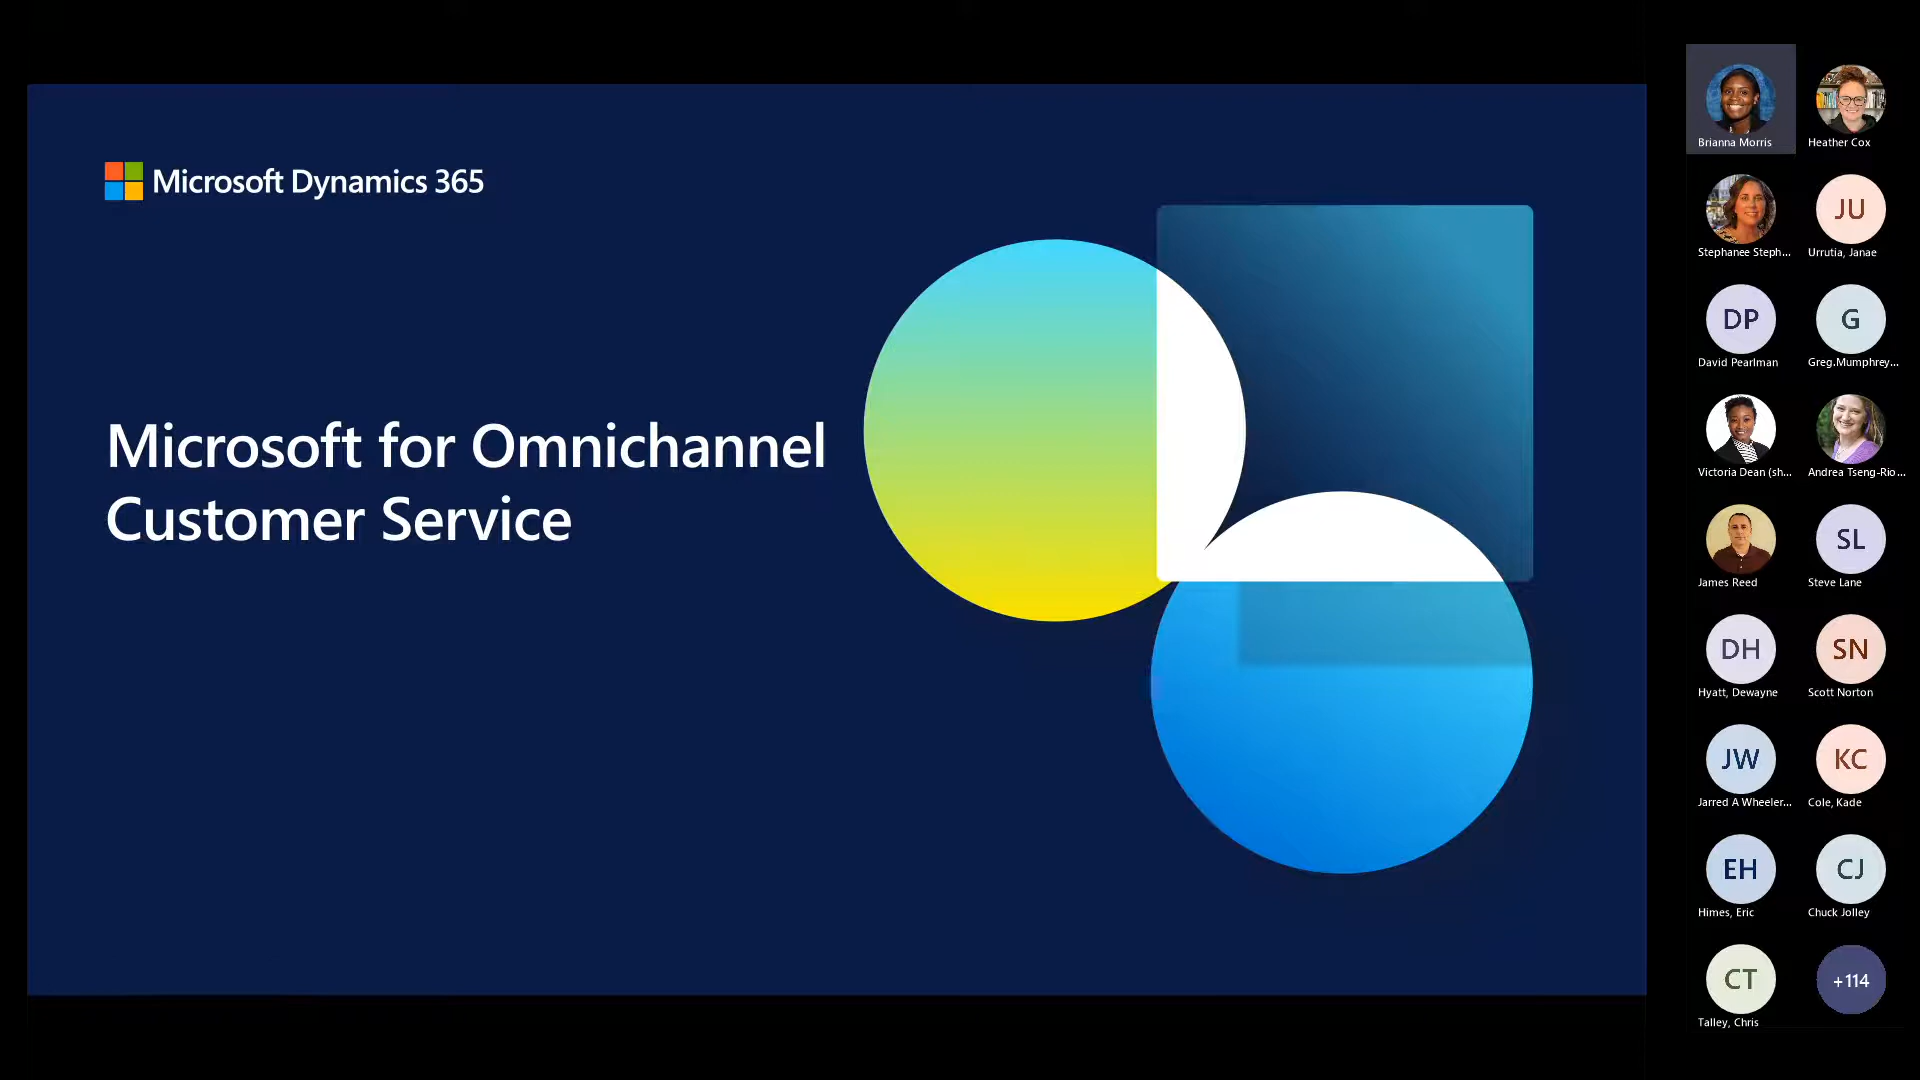 Microsoft Dynamics 365
Microsoft for Omnichannel
Customer Service
Brianna Morris
Heather Cox
Stephanee Steph...
JU
Urrutia, Janae
DP
David Pearlman
G
Greg.Mumphrey...
Victoria Dean (sh...
Andrea Tseng-Rio...
James Reed
SL
Steve Lane
DH
Hyatt, Dewayne
SN
Scott Norton
JW
Jarred A Wheeler...
KC
Cole, Kade
EH
Himes, Eric
CJ
Chuck Jolley
CT
Talley, Chris
+114